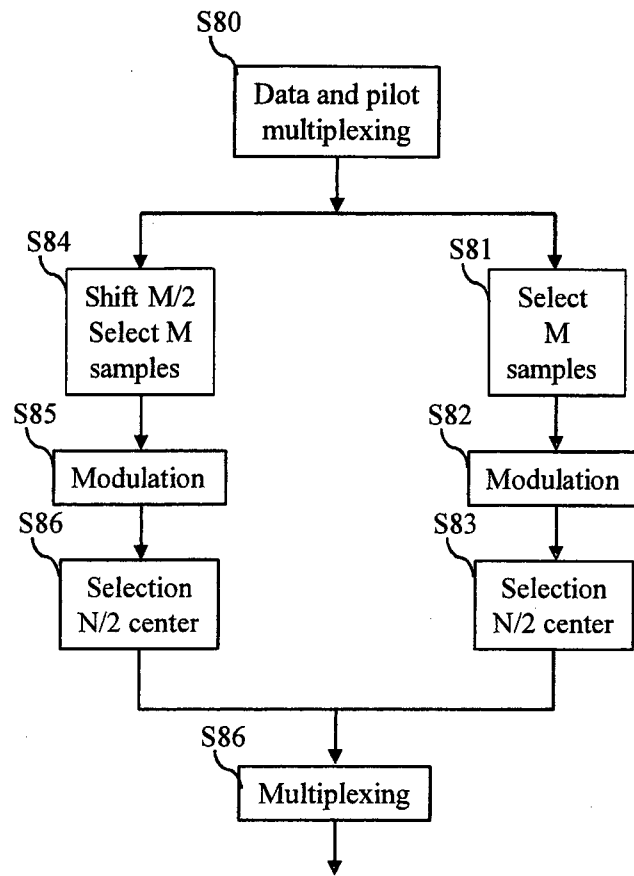 S80
Data and pilot
multiplexing
S84
Shift M/2
Select M
samples
S81
Select
M
samples
S85
Modulation
S82
Modulation
S86
Selection
N/2 center
S83
Selection
N/2 center
S86
Multiplexing